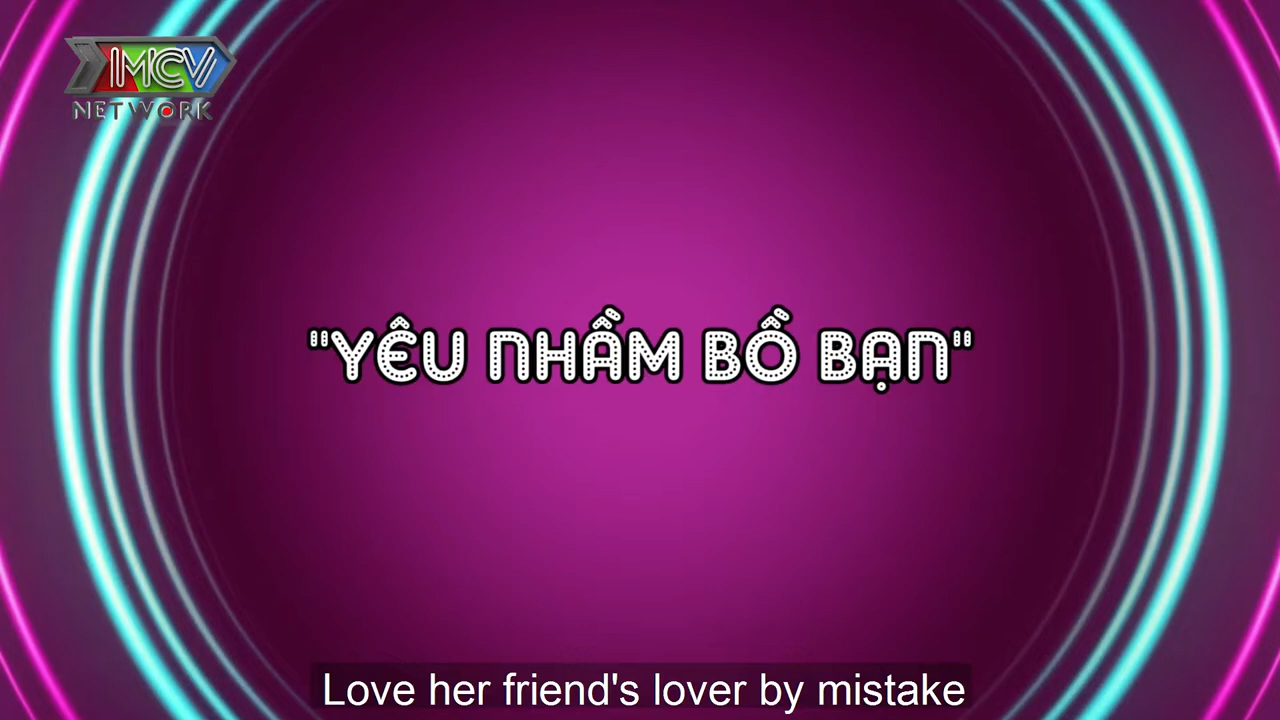 MCV
NETWORK
"YÊU NHẦM BỒ BẠN"
Love her friend's lover by mistake